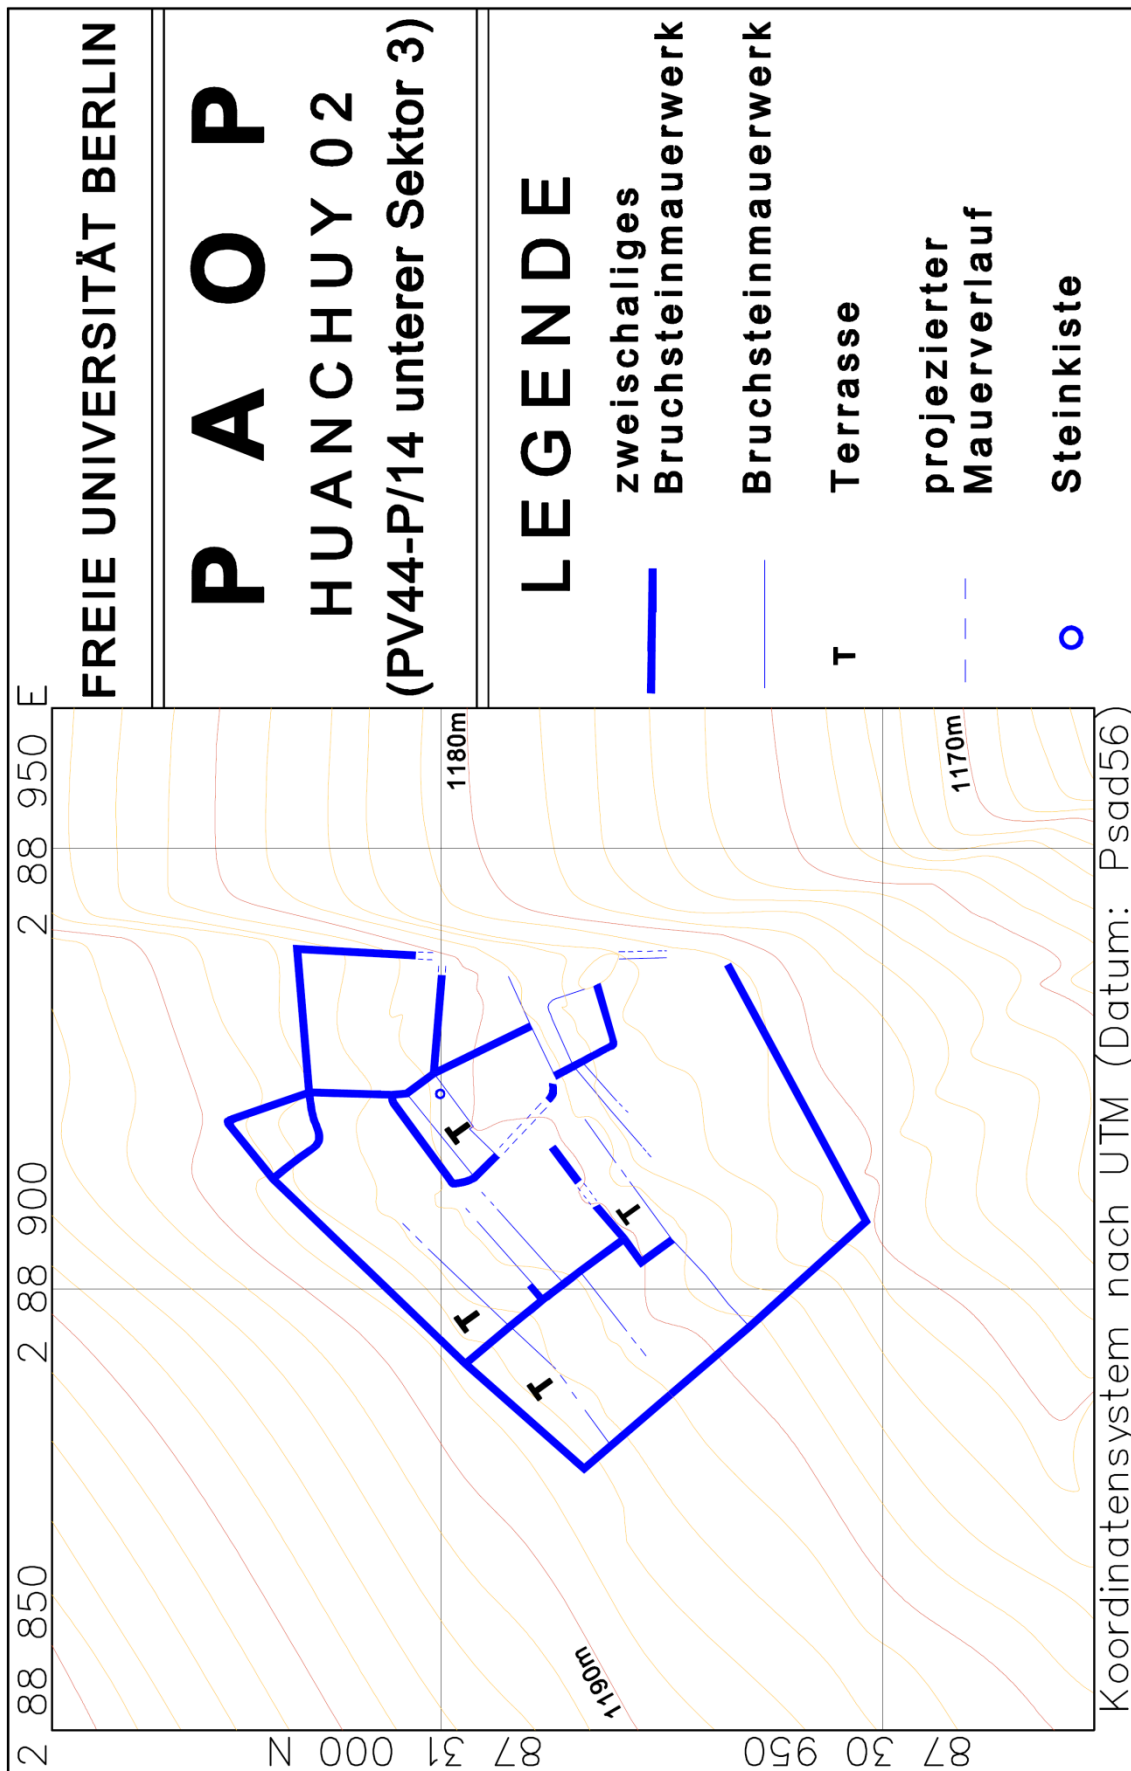 FREIE UNIVERSITÄT BERLIN
P A O P
HUANCHUY 02
(PV44-P/14 unterer Sektor 3)
LEGENDE
zweischaliges
Bruchsteinmauerwerk
Bruchsteinmauerwerk
T Terrasse
projezierter
Mauerverlauf
Steinkiste
2 88 850
2 88 900
2 88 950 E
87 31 000 N
87 30 950
1180m
1170m
1190m
T
T
T
T
Koordinatensystem nach UTM (Datum: Psad56)